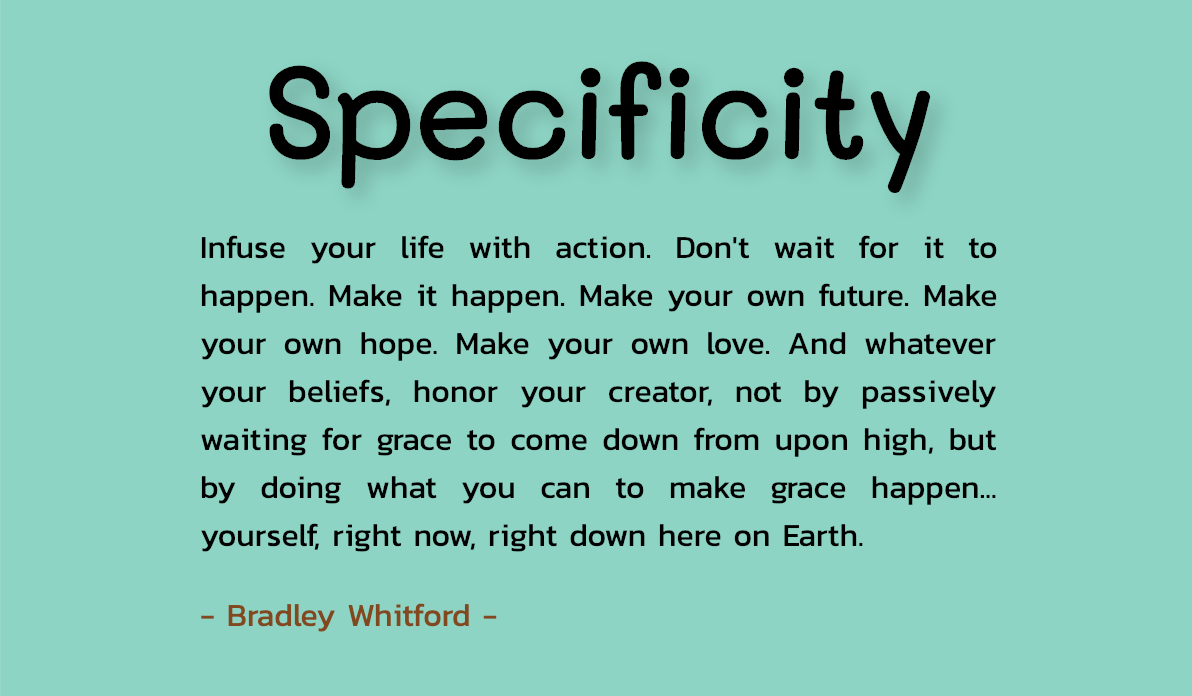 Specificity
Infuse your life with action. Don't wait for it to
happen. Make it happen. Make your own future. Make
your own hope. Make your own love. And whatever
your beliefs, honor your creator, not by passively
waiting for grace to come down from upon high, but
by doing what you can to make grace happen...
yourself, right now, right down here on Earth.
– Bradley Whitford –